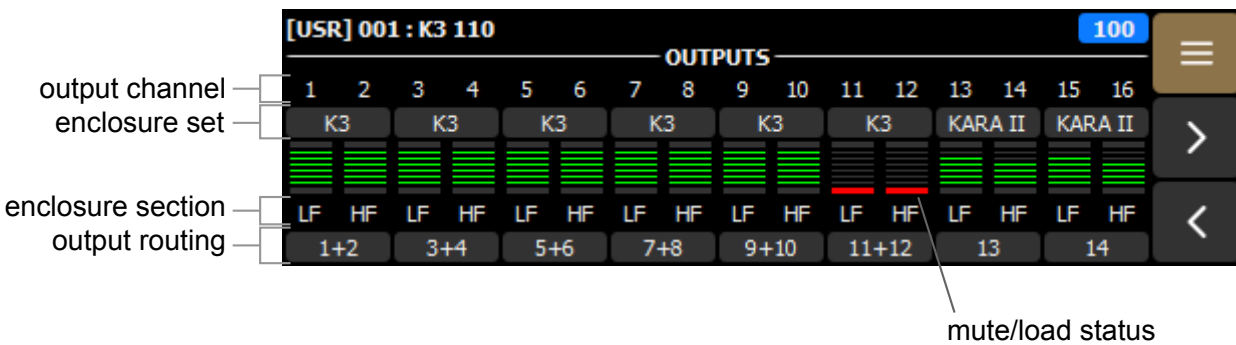 [USR] 001 : K3 110 100
OUTPUTS
output channel 1 2 3 4 5 6 7 8 9 10 11 12 13 14 15 16
enclosure set K3 K3 K3 K3 K3 K3 KARA II KARA II
enclosure section LF HF LF HF LF HF LF HF LF HF LF HF LF HF LF HF
output routing 1+2 3+4 5+6 7+8 9+10 11+12 13 14
mute/load status